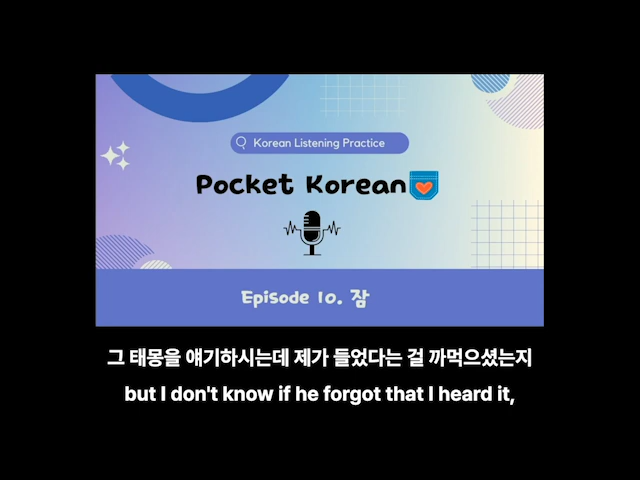 Korean Listening Practice
Pocket Korean
Episode 10. 잠
그 태몽을 얘기하시는데 제가 들었다는 걸 까먹으셨는지
but I don't know if he forgot that I heard it,